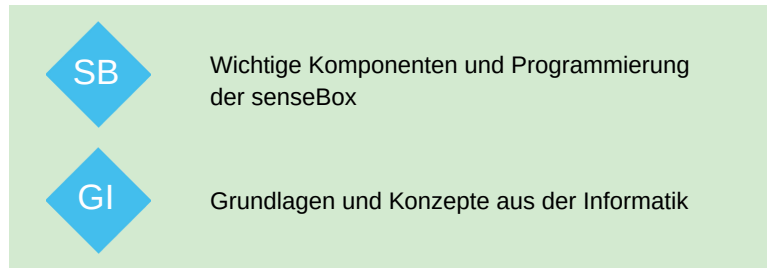 SB
Wichtige Komponenten und Programmierung
der senseBox
GI
Grundlagen und Konzepte aus der Informatik